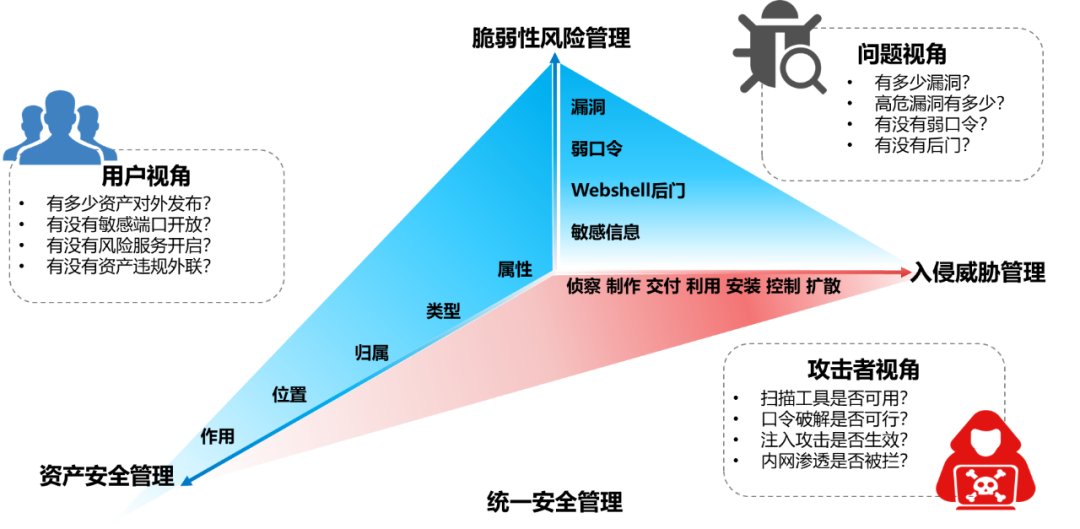 脆弱性风险管理
问题视角
• 有多少漏洞?
• 高危漏洞有多少?
• 有没有弱口令?
• 有没有后门?
用户视角
• 有多少资产对外发布?
• 有没有敏感端口开放?
• 有没有风险服务开启?
• 有没有资产违规外联?
漏洞
弱口令
Webshell后门
敏感信息
属性
类型
归属
位置
作用
资产安全管理
侦察 制作 交付 利用 安装 控制 扩散
入侵威胁管理
攻击者视角
• 扫描工具是否可用?
• 口令破解是否可行?
• 注入攻击是否生效?
• 内网渗透是否被拦?
统一安全管理